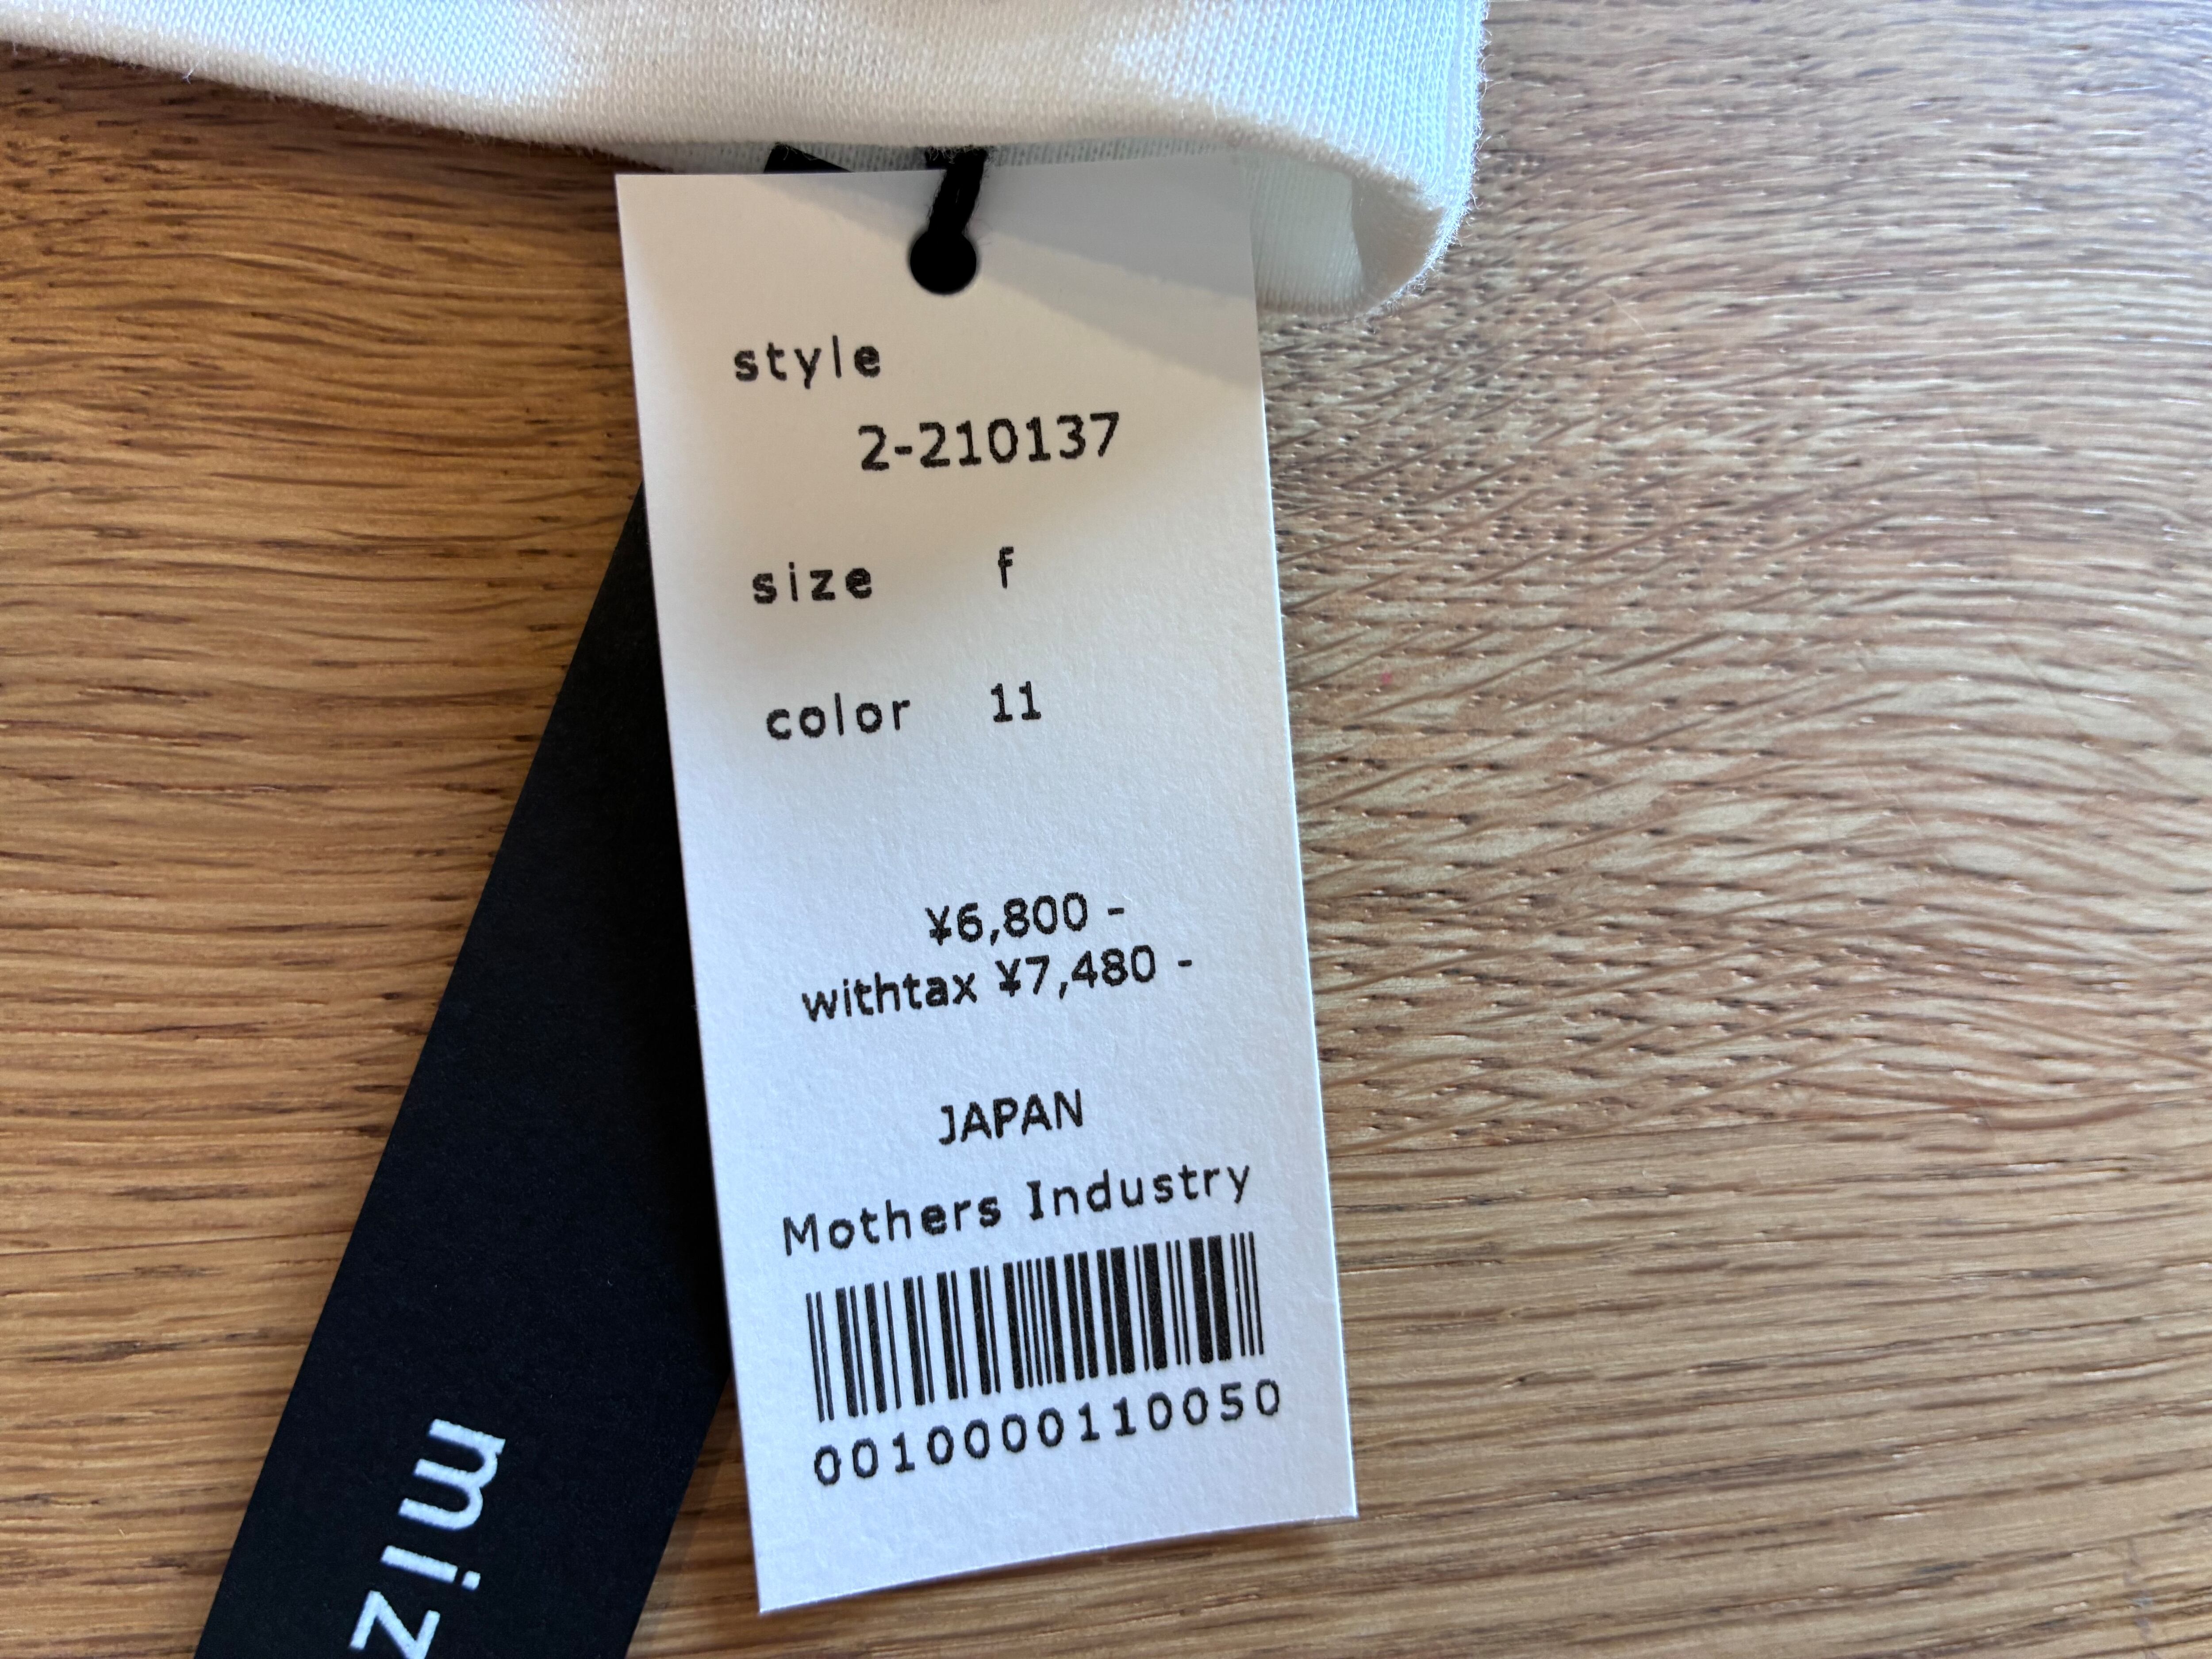 style
2-210137
size f
color 11
¥6,800 -
withtax ¥7,480 -
JAPAN
Mothers Industry
0010000110050
miz